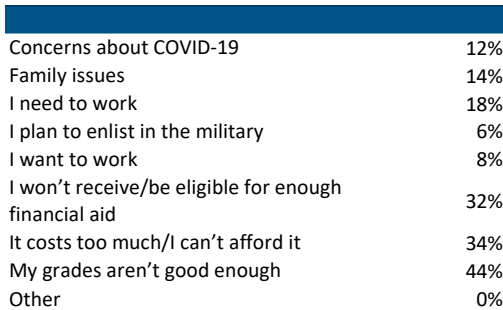 Concerns about COVID-19 12%
Family issues 14%
I need to work 18%
I plan to enlist in the military 6%
I want to work 8%
I won’t receive/be eligible for enough
financial aid 32%
It costs too much/I can’t afford it 34%
My grades aren’t good enough 44%
Other 0%